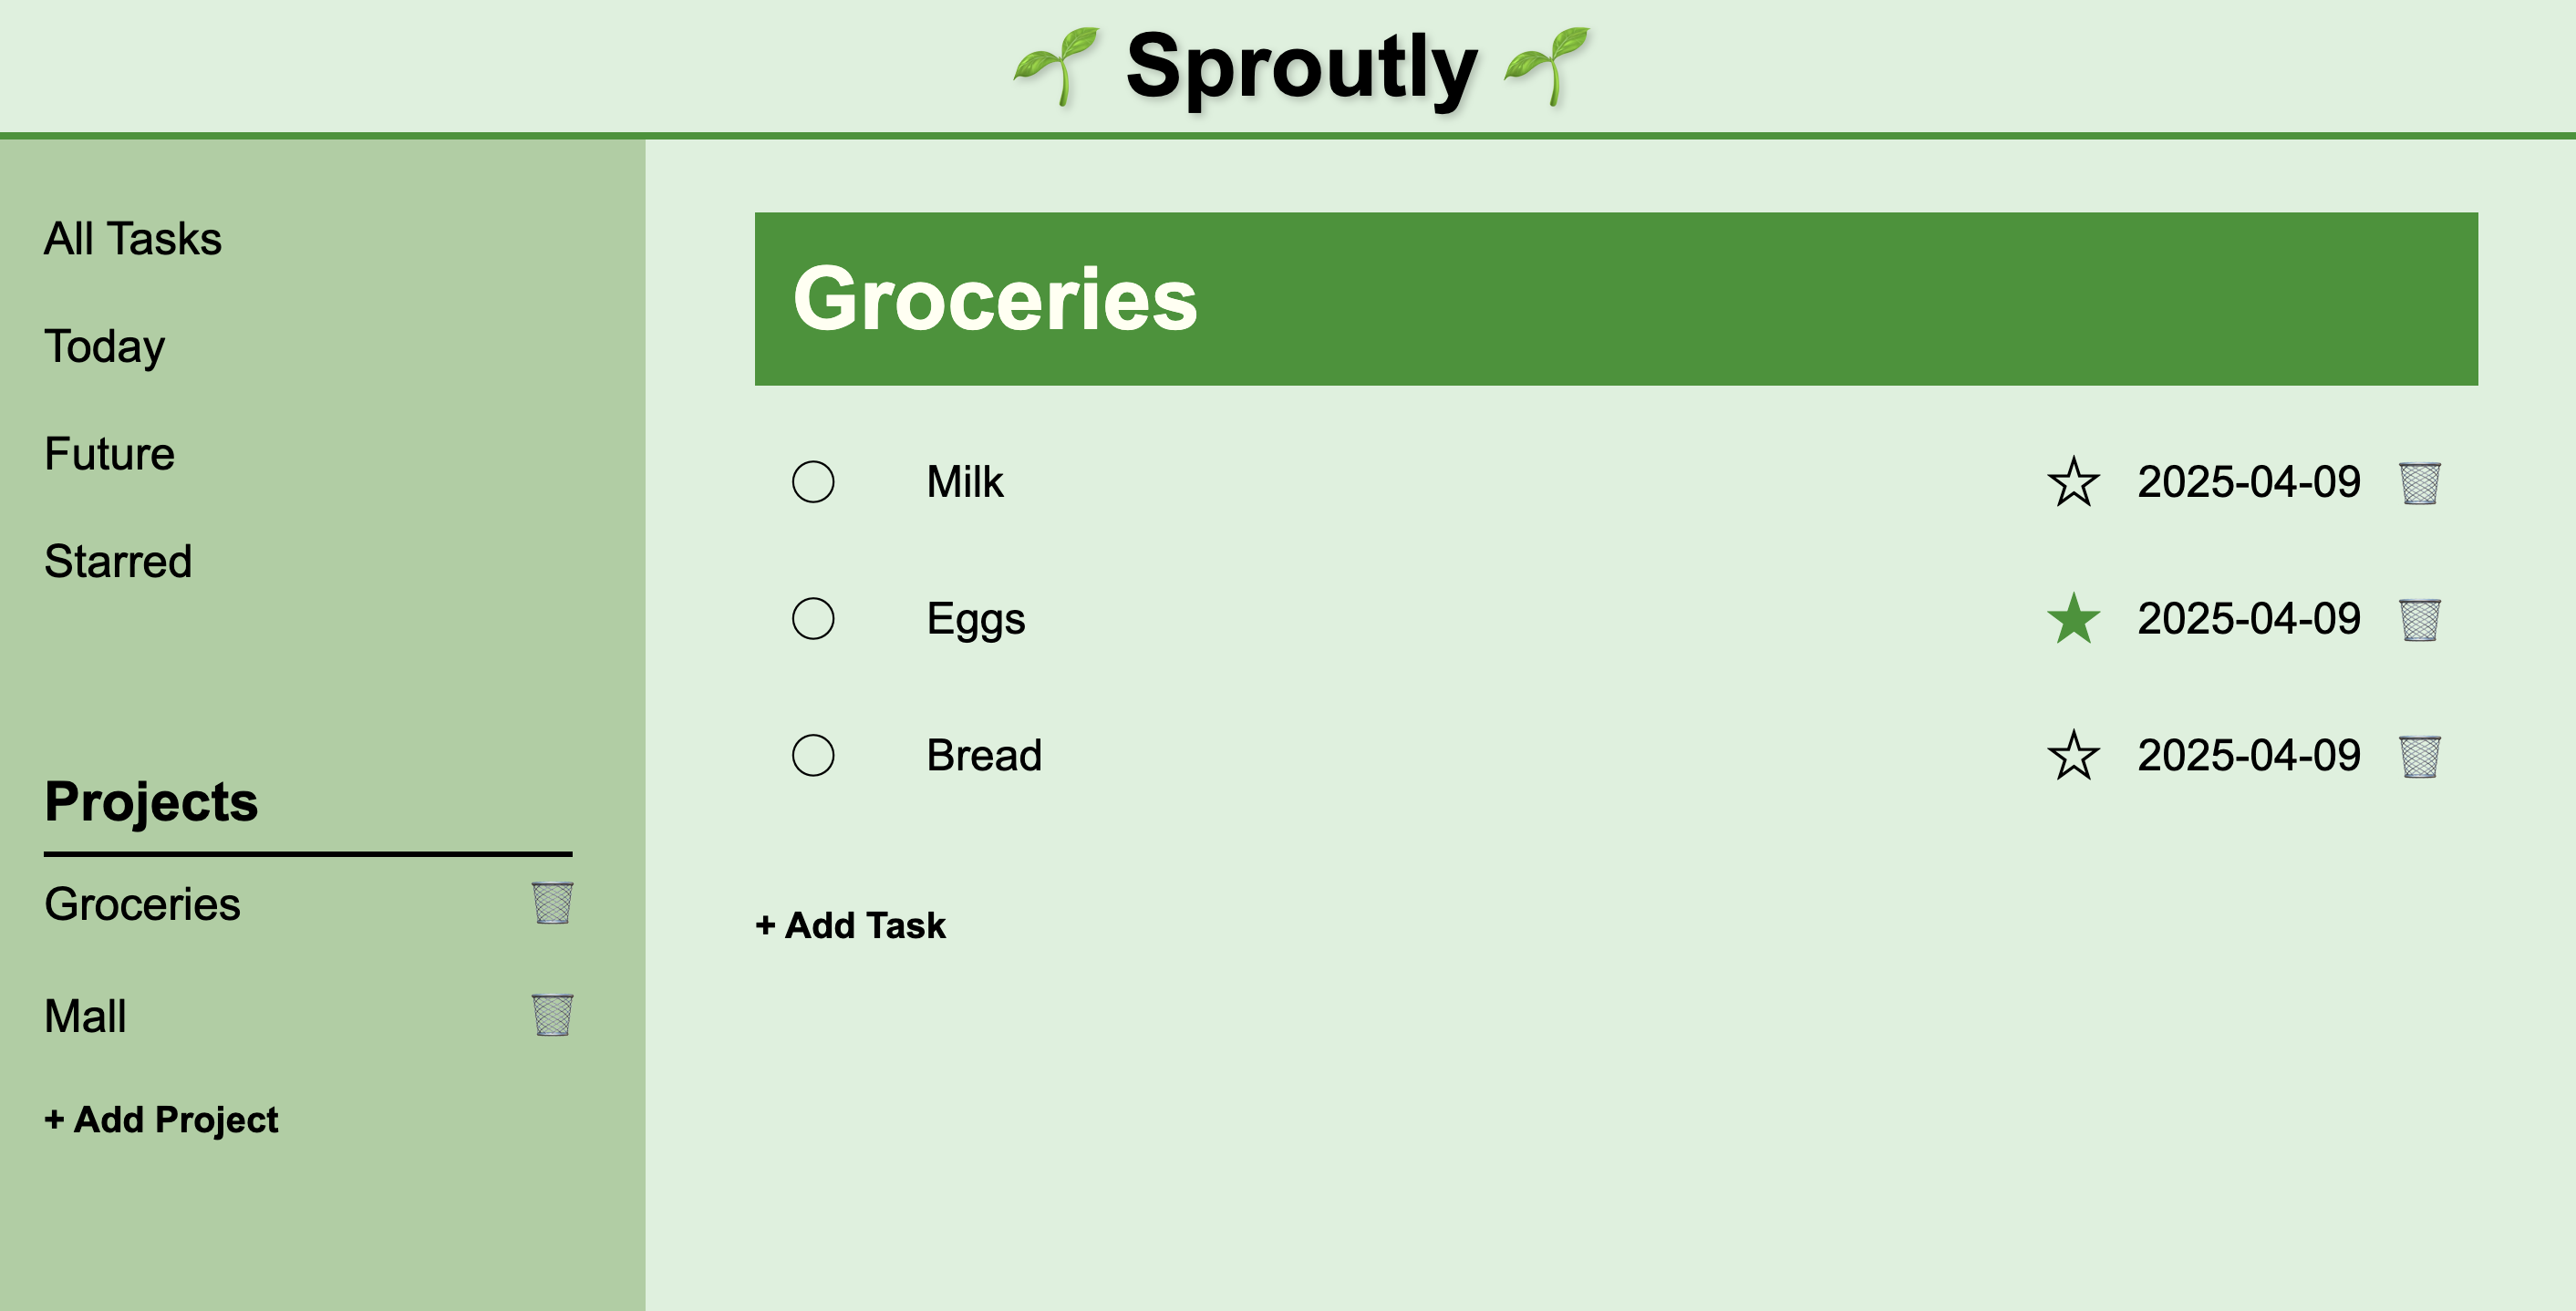 🌱 Sproutly 🌱
All Tasks
Today
Future
Starred
Projects
Groceries
Mall
+ Add Project
Groceries
Milk ☆ 2025-04-09
Eggs ★ 2025-04-09
Bread ☆ 2025-04-09
+ Add Task